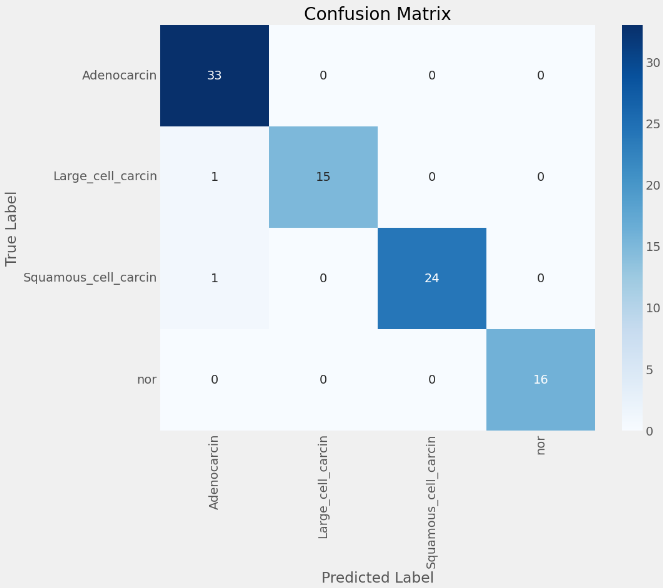 Confusion Matrix
True Label
Adenocarcin 33 0 0 0
Large_cell_carcin 1 15 0 0
Squamous_cell_carcin 1 0 24 0
nor 0 0 0 16
Adenocarcin
Large_cell_carcin
Squamous_cell_carcin
nor
Predicted Label
30
25
20
15
10
5
0